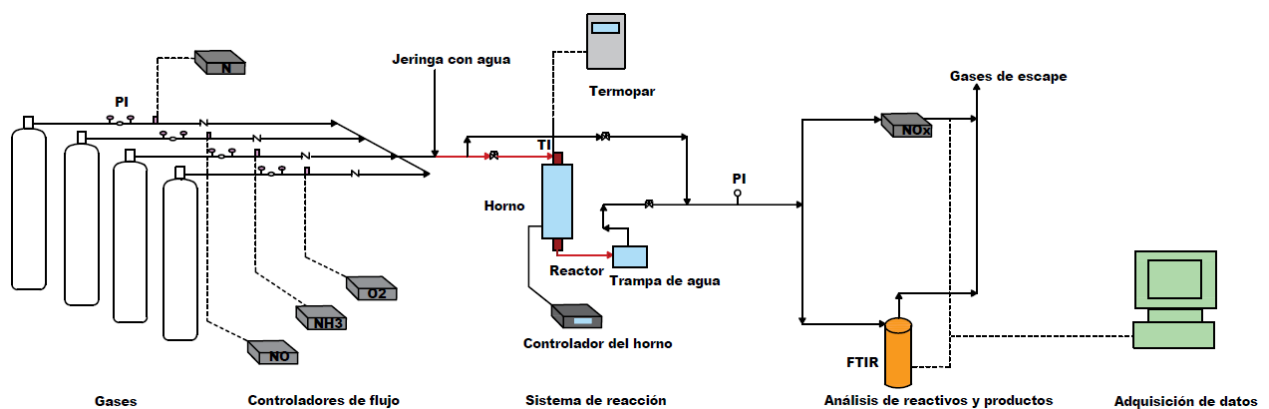 N
PI
Jeringa con agua
Termopar
Gases de escape
NOx
TI
PI
Horno
Reactor
Trampa de agua
O2
NH3
NO
Controlador del horno
FTIR
Gases
Controladores de flujo
Sistema de reacción
Análisis de reactivos y productos
Adquisición de datos